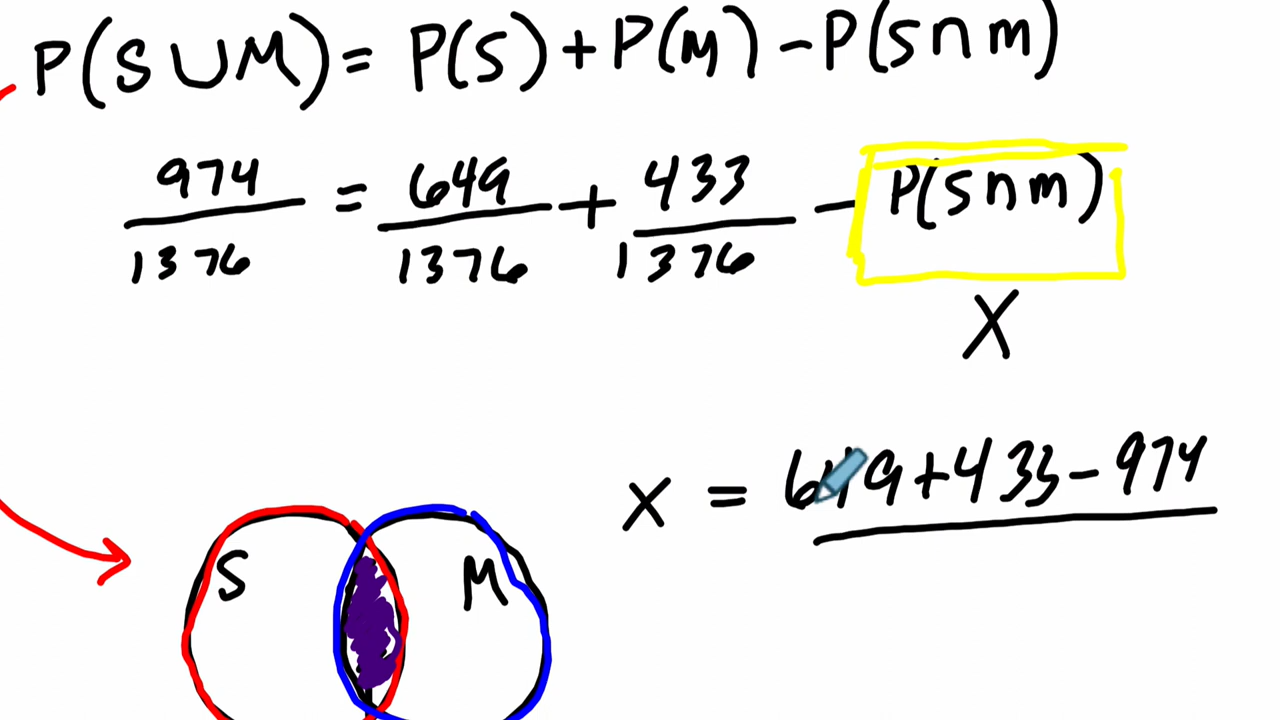 P(S∪M) = P(S) + P(M) - P(S∩M)
974/1376 = 649/1376 + 433/1376 - P(S∩M)
X
X = 649+433-974
S M